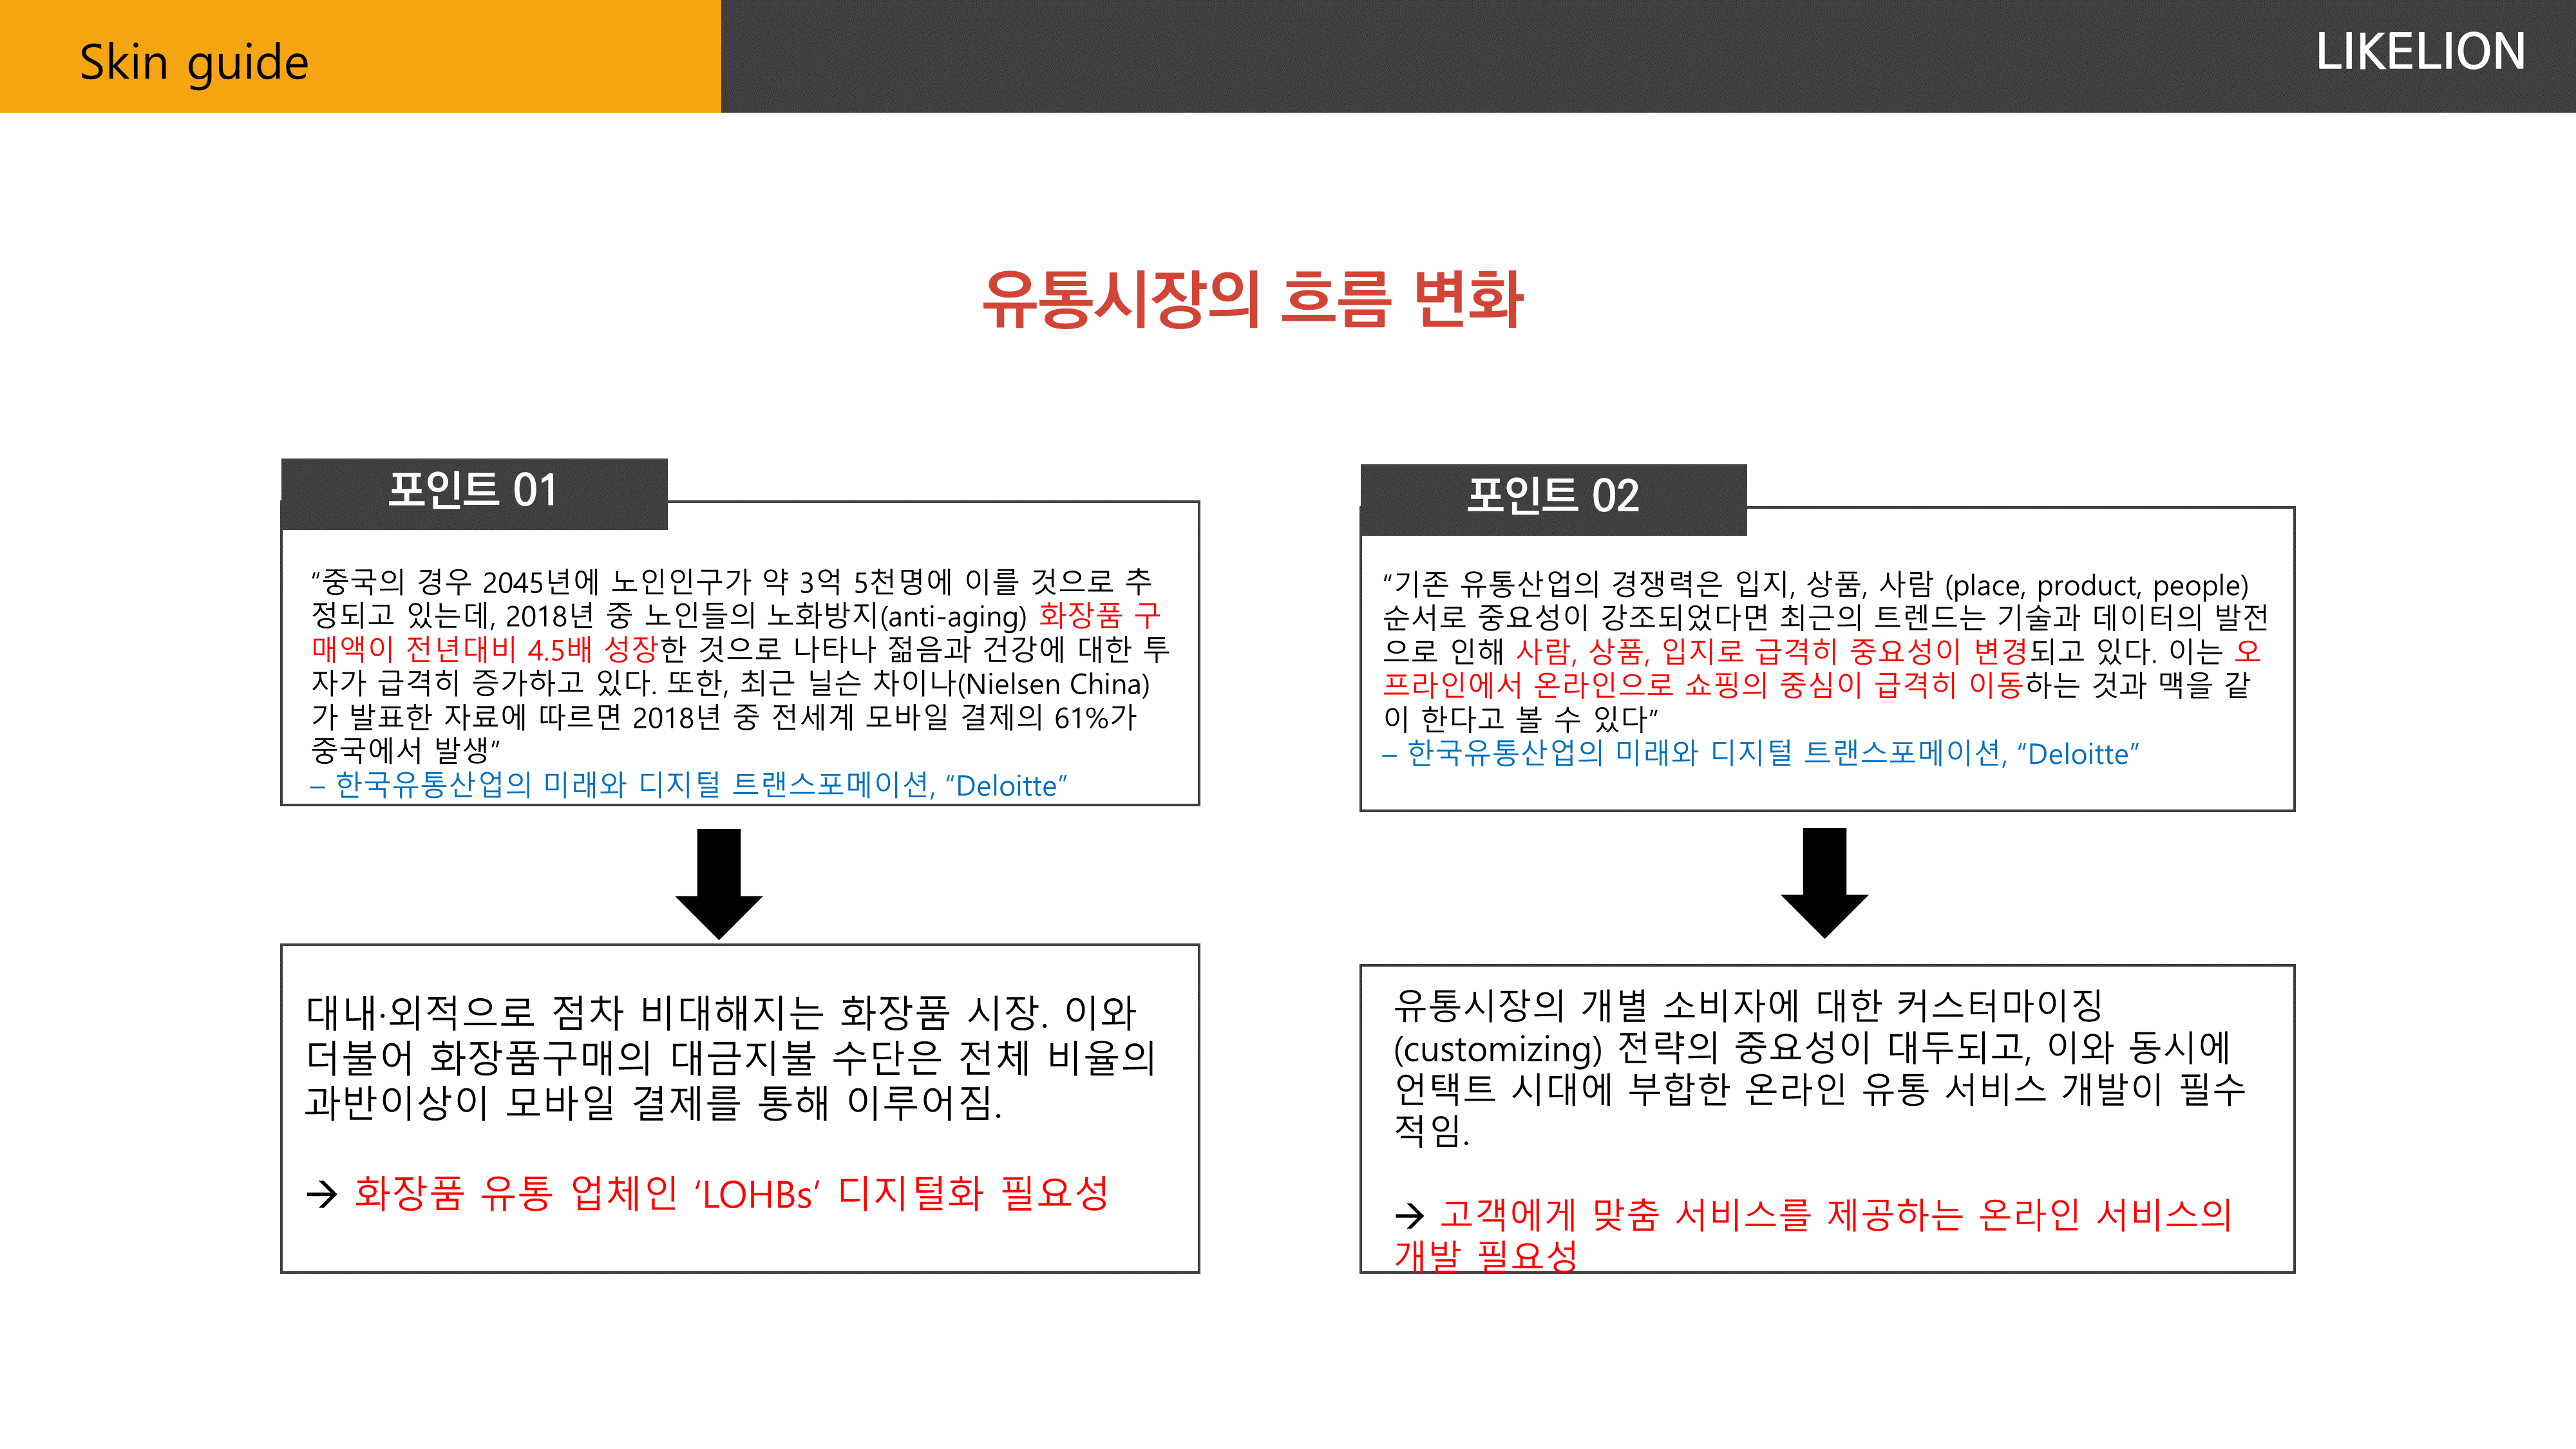 Skin guide
LIKELION
유통시장의 흐름 변화
포인트 01
“중국의 경우 2045년에 노인인구가 약 3억 5천명에 이를 것으로 추
정되고 있는데, 2018년 중 노인들의 노화방지(anti-aging) 화장품 구
매액이 전년대비 4.5배 성장한 것으로 나타나 젊음과 건강에 대한 투
자가 급격히 증가하고 있다. 또한, 최근 닐슨 차이나(Nielsen China)
가 발표한 자료에 따르면 2018년 중 전세계 모바일 결제의 61%가
중국에서 발생”
– 한국유통산업의 미래와 디지털 트랜스포메이션, “Deloitte”
대내·외적으로 점차 비대해지는 화장품 시장. 이와
더불어 화장품구매의 대금지불 수단은 전체 비율의
과반이상이 모바일 결제를 통해 이루어짐.
→ 화장품 유통 업체인 ‘LOHBs’ 디지털화 필요성
포인트 02
“기존 유통산업의 경쟁력은 입지, 상품, 사람 (place, product, people)
순서로 중요성이 강조되었다면 최근의 트렌드는 기술과 데이터의 발전
으로 인해 사람, 상품, 입지로 급격히 중요성이 변경되고 있다. 이는 오
프라인에서 온라인으로 쇼핑의 중심이 급격히 이동하는 것과 맥을 같
이 한다고 볼 수 있다”
– 한국유통산업의 미래와 디지털 트랜스포메이션, “Deloitte”
유통시장의 개별 소비자에 대한 커스터마이징
(customizing) 전략의 중요성이 대두되고, 이와 동시에
언택트 시대에 부합한 온라인 유통 서비스 개발이 필수
적임.
→ 고객에게 맞춤 서비스를 제공하는 온라인 서비스의
개발 필요성